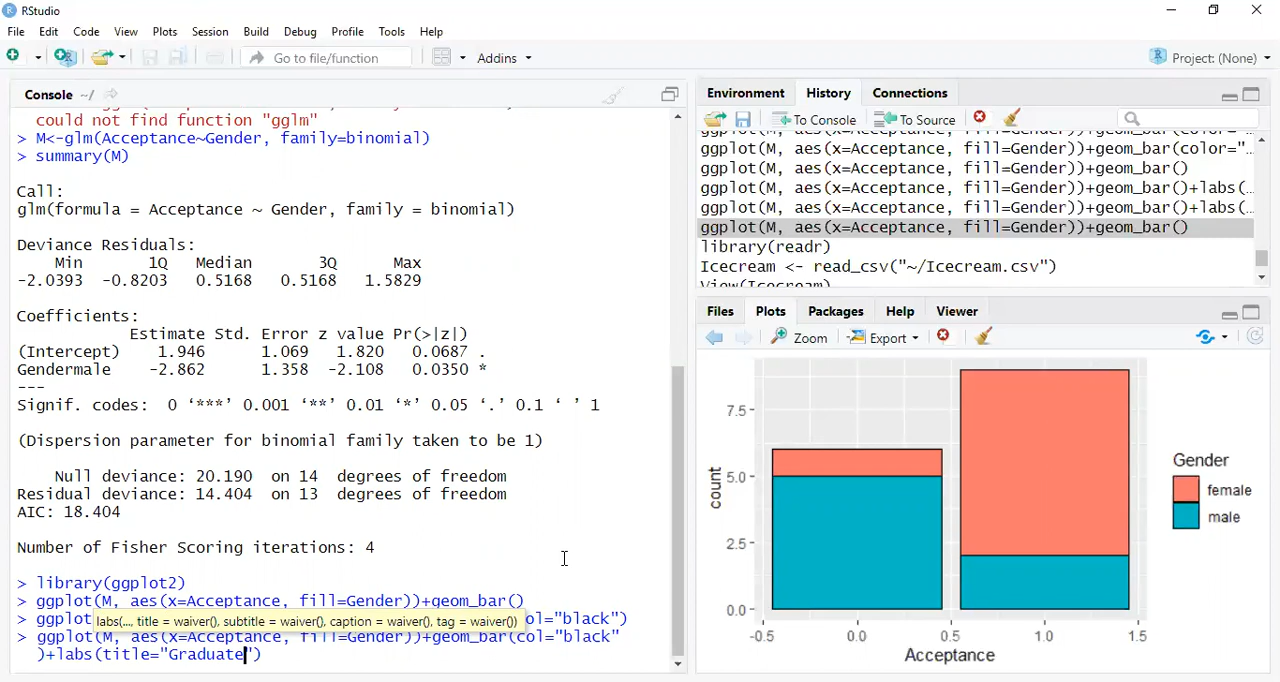 RStudio
File Edit Code View Plots Session Build Debug Profile Tools Help
Go to file/function Addins Project: (None)
Console ~/
could not find function "gglm"
> M<-glm(Acceptance~Gender, family=binomial)
> summary(M)
Call:
glm(formula = Acceptance ~ Gender, family = binomial)
Deviance Residuals:
Min 1Q Median 3Q Max
-2.0393 -0.8203 0.5168 0.5168 1.5829
Coefficients:
Estimate Std. Error z value Pr(>|z|)
(Intercept) 1.946 1.069 1.820 0.0687 .
Gendermale -2.862 1.358 -2.108 0.0350 *
---
Signif. codes: 0 ‘***’ 0.001 ‘**’ 0.01 ‘*’ 0.05 ‘.’ 0.1 ‘ ’ 1
(Dispersion parameter for binomial family taken to be 1)
Null deviance: 20.190 on 14 degrees of freedom
Residual deviance: 14.404 on 13 degrees of freedom
AIC: 18.404
Number of Fisher Scoring iterations: 4
> library(ggplot2)
> ggplot(M, aes(x=Acceptance, fill=Gender))+geom_bar()
> ggplot ol="black")
labs(..., title = waiver(), subtitle = waiver(), caption = waiver(), tag = waiver())
> ggplot(M, aes(x=Acceptance, fill=Gender))+geom_bar(col="black"
)+labs(title="Graduate")
Environment History Connections
To Console To Source
ggplot(M, aes(x=Acceptance, fill=Gender))+geom_bar(color="...
ggplot(M, aes(x=Acceptance, fill=Gender))+geom_bar(color="...
ggplot(M, aes(x=Acceptance, fill=Gender))+geom_bar()
ggplot(M, aes(x=Acceptance, fill=Gender))+geom_bar()+labs(...
ggplot(M, aes(x=Acceptance, fill=Gender))+geom_bar()+labs(...
ggplot(M, aes(x=Acceptance, fill=Gender))+geom_bar()
library(readr)
Icecream <- read_csv("~/Icecream.csv")
View(Icecream)
Files Plots Packages Help Viewer
Zoom Export
7.5
5.0
2.5
0.0
count
-0.5 0.0 0.5 1.0 1.5
Acceptance
Gender
female
male